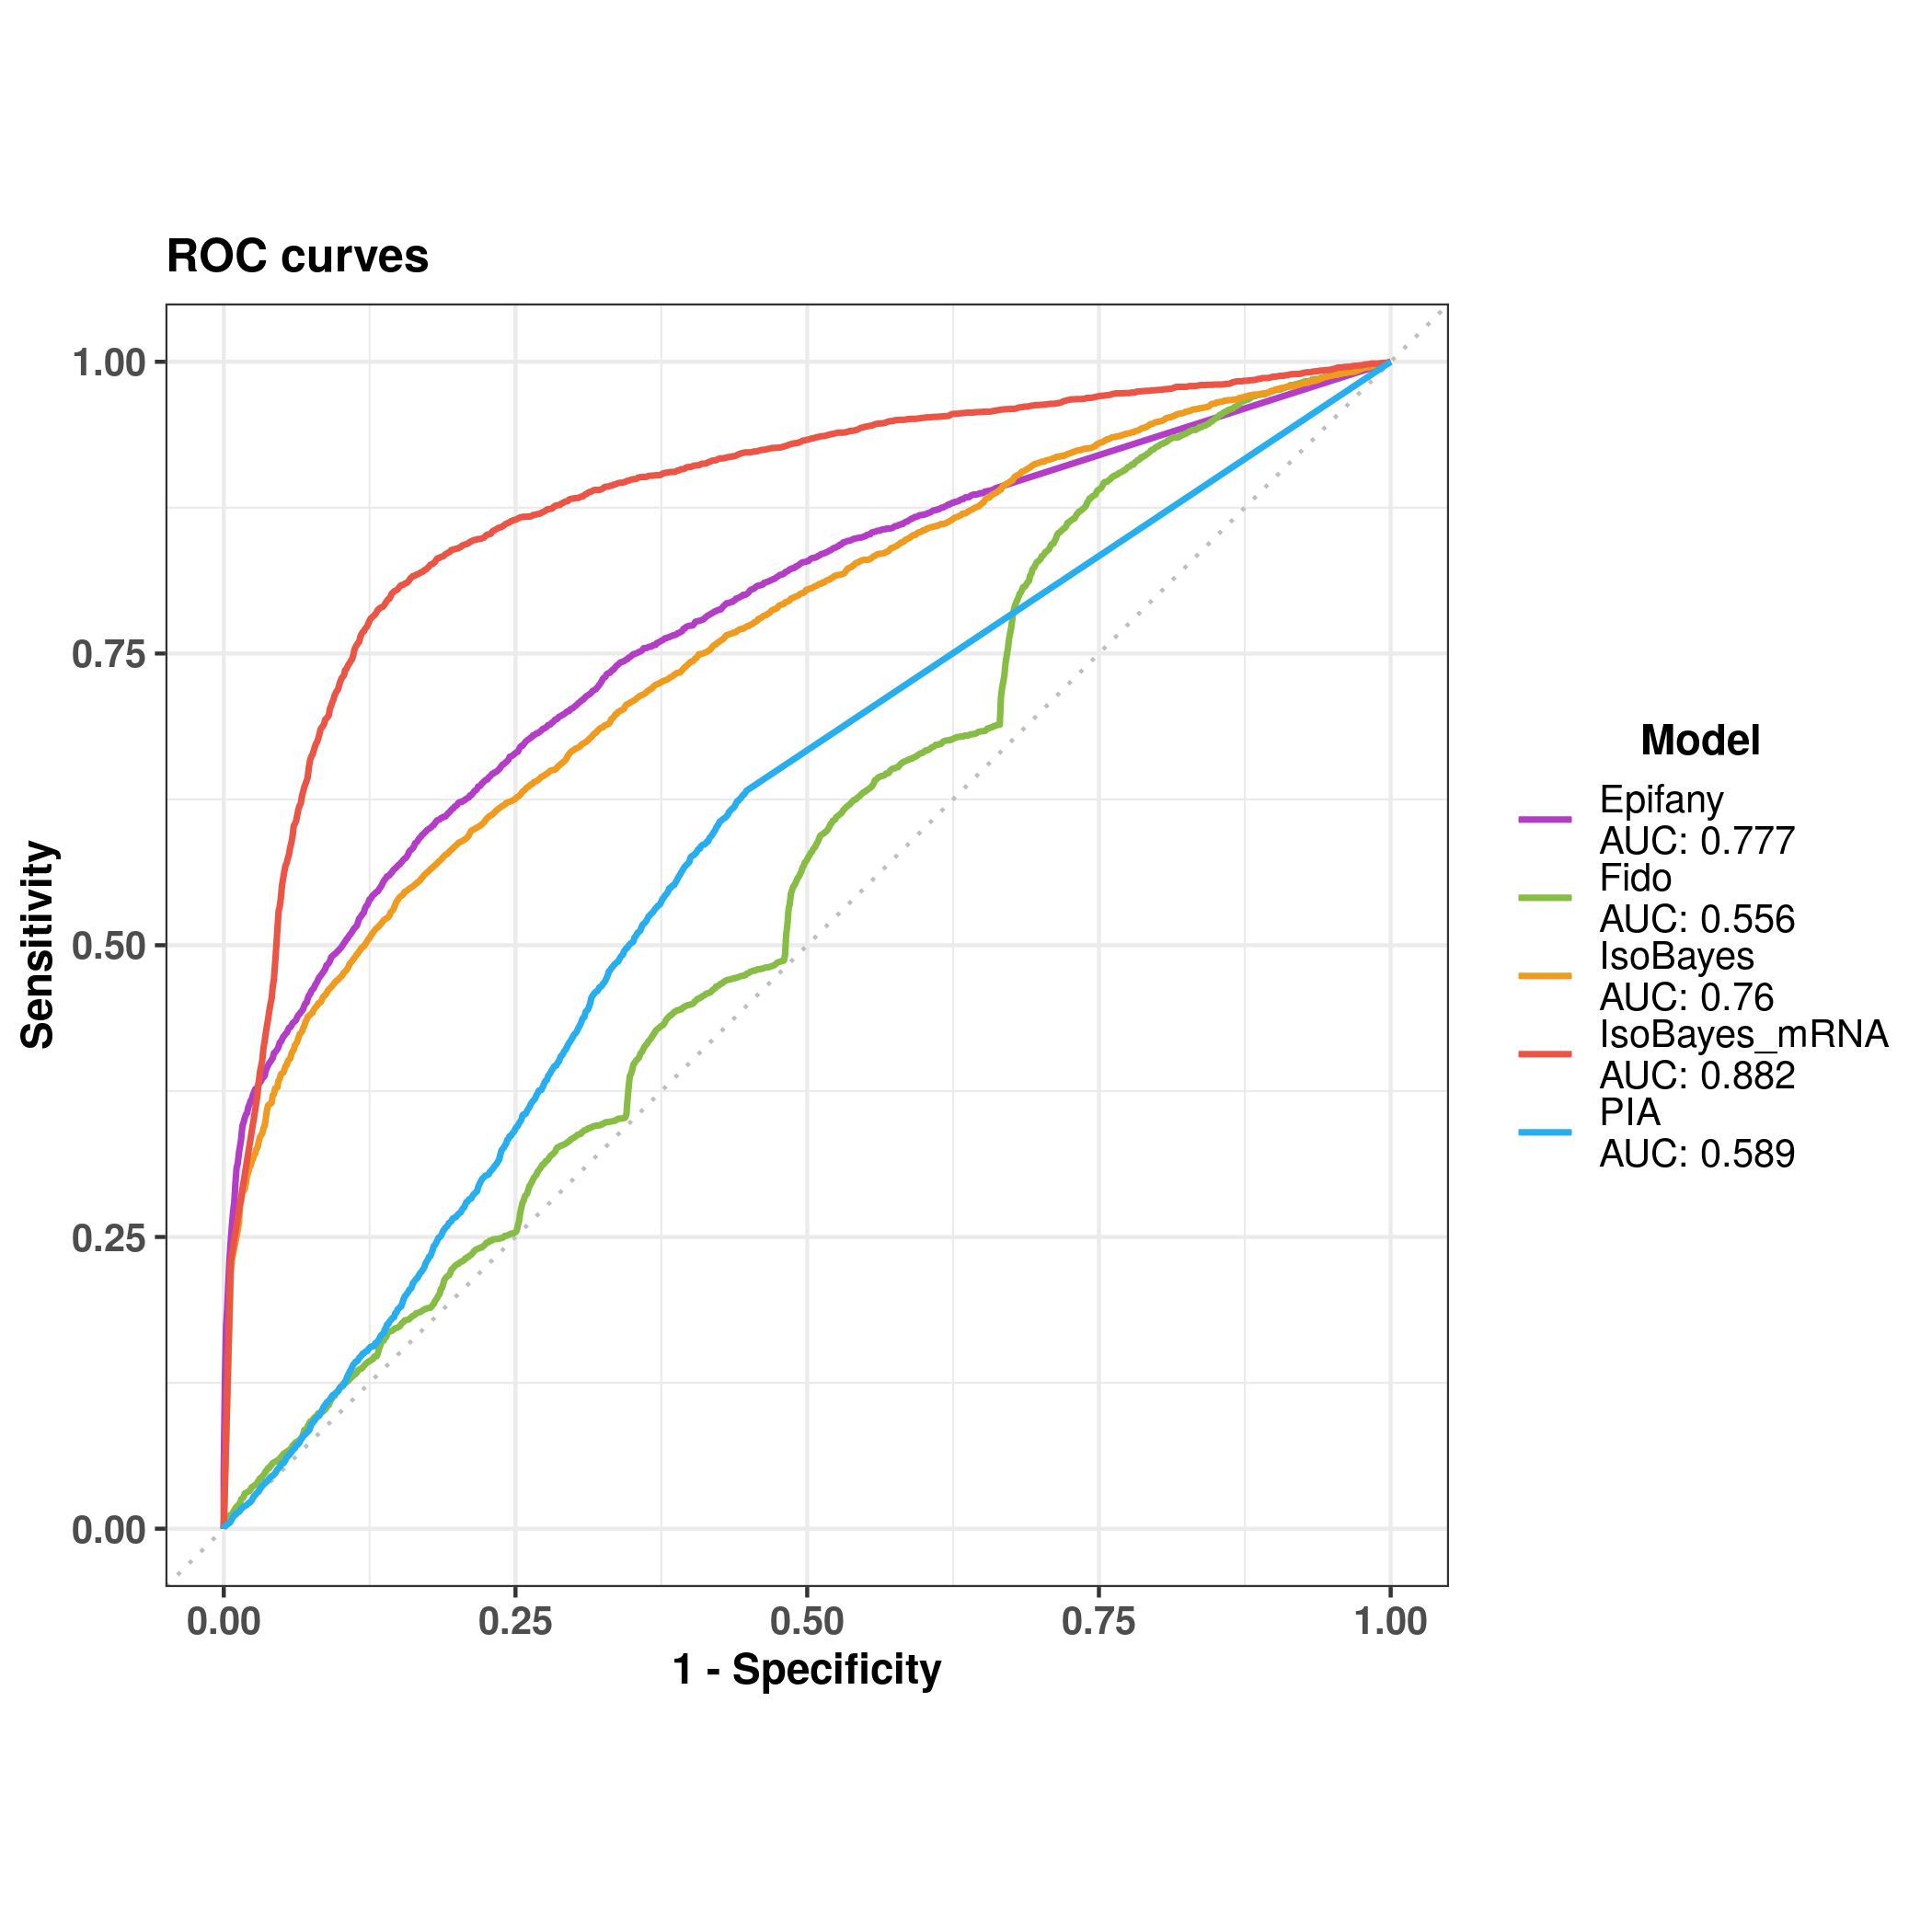 ROC curves
1.00
0.75
0.50
0.25
0.00
Sensitivity
0.00 0.25 0.50 0.75 1.00
1 - Specificity
Model
Epifany
AUC: 0.777
Fido
AUC: 0.556
IsoBayes
AUC: 0.76
IsoBayes_mRNA
AUC: 0.882
PIA
AUC: 0.589